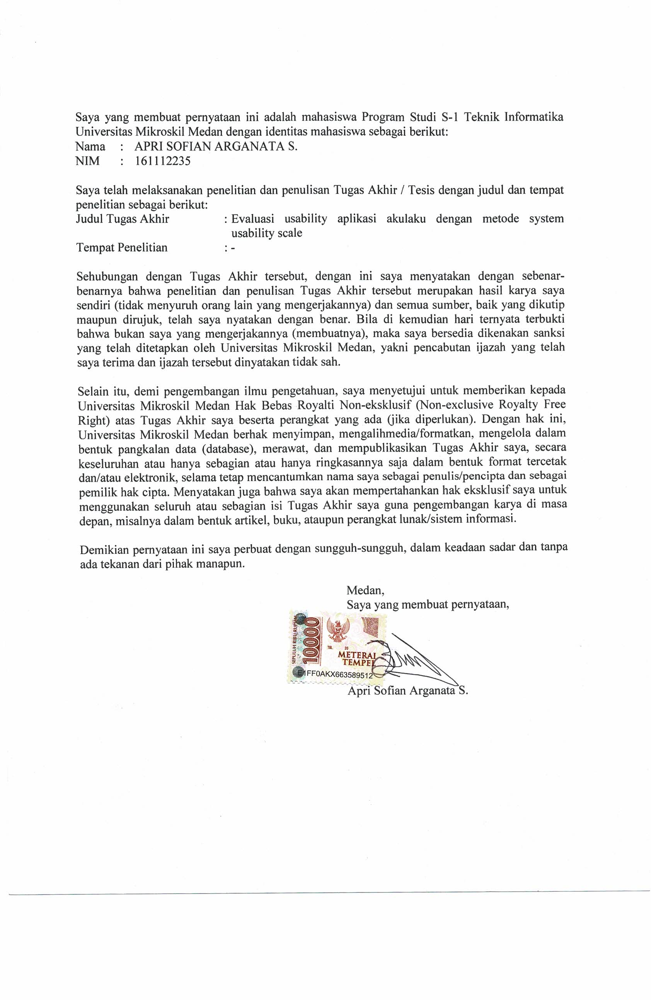 Saya yang membuat pernyataan ini adalah mahasiswa Program Studi S-1 Teknik Informatika
Universitas Mikroskil Medan dengan identitas mahasiswa sebagai berikut:
Nama : APRI SOFIAN ARGANATA S.
NIM : 161112235
Saya telah melaksanakan penelitian dan penulisan Tugas Akhir / Tesis dengan judul dan tempat
penelitian sebagai berikut:
Judul Tugas Akhir : Evaluasi usability aplikasi akulaku dengan metode system
usability scale
Tempat Penelitian : -
Sehubungan dengan Tugas Akhir tersebut, dengan ini saya menyatakan dengan sebenar-
benarnya bahwa penelitian dan penulisan Tugas Akhir tersebut merupakan hasil karya saya
sendiri (tidak menyuruh orang lain yang mengerjakannya) dan semua sumber, baik yang dikutip
maupun dirujuk, telah saya nyatakan dengan benar. Bila di kemudian hari ternyata terbukti
bahwa bukan saya yang mengerjakannya (membuatnya), maka saya bersedia dikenakan sanksi
yang telah ditetapkan oleh Universitas Mikroskil Medan, yakni pencabutan ijazah yang telah
saya terima dan ijazah tersebut dinyatakan tidak sah.
Selain itu, demi pengembangan ilmu pengetahuan, saya menyetujui untuk memberikan kepada
Universitas Mikroskil Medan Hak Bebas Royalti Non-eksklusif (Non-exclusive Royalty Free
Right) atas Tugas Akhir saya beserta perangkat yang ada (jika diperlukan). Dengan hak ini,
Universitas Mikroskil Medan berhak menyimpan, mengalihmedia/formatkan, mengelola dalam
bentuk pangkalan data (database), merawat, dan mempublikasikan Tugas Akhir saya, secara
keseluruhan atau hanya sebagian atau hanya ringkasannya saja dalam bentuk format tercetak
dan/atau elektronik, selama tetap mencantumkan nama saya sebagai penulis/pencipta dan sebagai
pemilik hak cipta. Menyatakan juga bahwa saya akan mempertahankan hak eksklusif saya untuk
menggunakan seluruh atau sebagian isi Tugas Akhir saya guna pengembangan karya di masa
depan, misalnya dalam bentuk artikel, buku, ataupun perangkat lunak/sistem informasi.
Demikian pernyataan ini saya perbuat dengan sungguh-sungguh, dalam keadaan sadar dan tanpa
ada tekanan dari pihak manapun.
Medan,
Saya yang membuat pernyataan,
SEPULUH RIBU RUPIAH
10000
TGL. 20
METERAI
TEMPEL
E1FF0AKX663589512
Apri Sofian Arganata S.